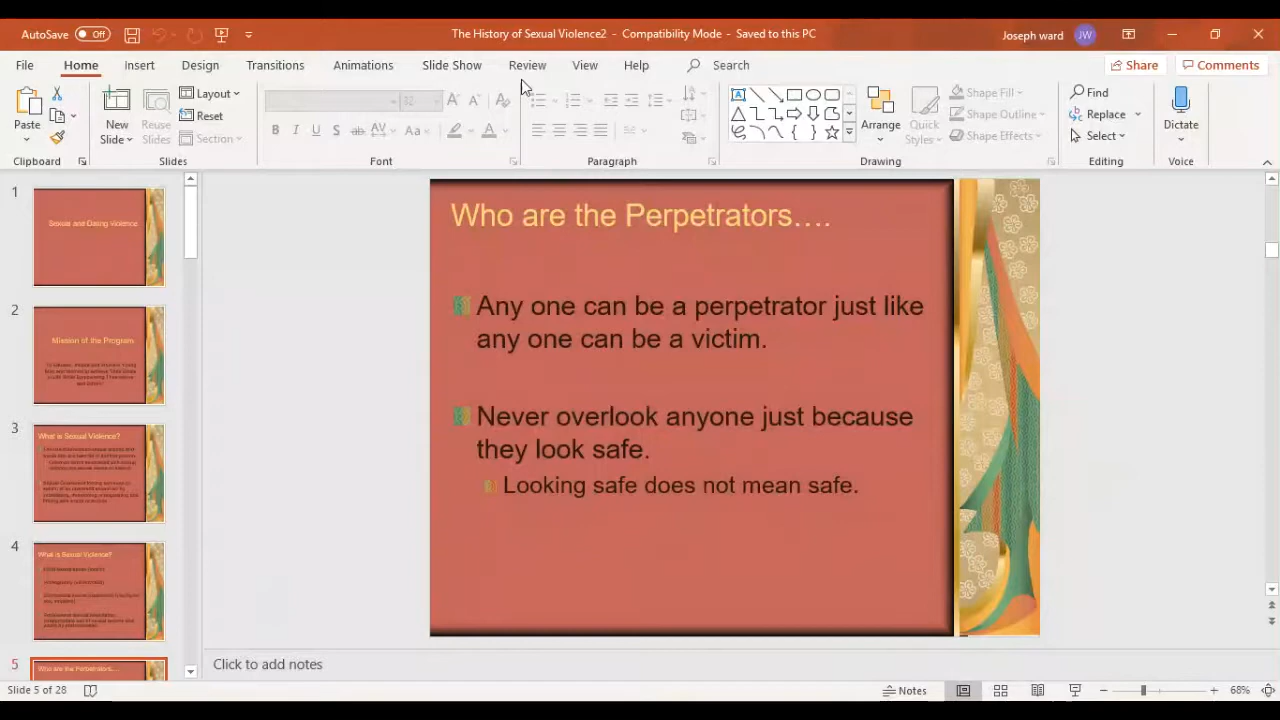 AutoSave Off
The History of Sexual Violence2 - Compatibility Mode - Saved to this PC
Joseph ward JW
File Home Insert Design Transitions Animations Slide Show Review View Help Search
Share Comments
Paste
Clipboard
New Slide
Reuse Slides
Layout
Reset
Section
Slides
32
B I U S ab AV Aa A
Font
Paragraph
Arrange
Quick Styles
Shape Fill
Shape Outline
Shape Effects
Drawing
Find
Replace
Select
Editing
Dictate
Voice
1
Sexual and Dating Violence
2
Mission of the Program
3
What is Sexual Violence?
4
What is Sexual Violence?
5
Who are the Perpetrators....
Who are the Perpetrators….
Any one can be a perpetrator just like
any one can be a victim.
Never overlook anyone just because
they look safe.
Looking safe does not mean safe.
Click to add notes
Slide 5 of 28
Notes
68%